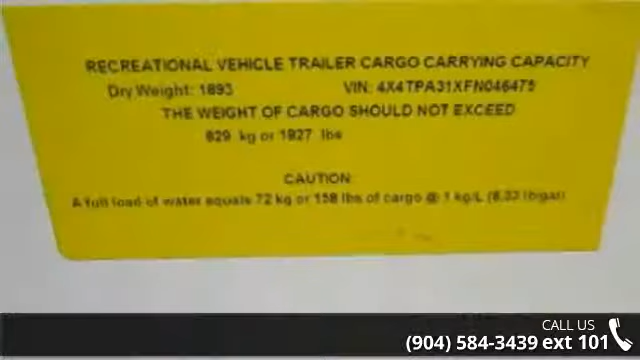 RECREATIONAL VEHICLE TRAILER CARGO CARRYING CAPACITY
Dry Weight: 1893 VIN: 4X4TPA31XFN046475
THE WEIGHT OF CARGO SHOULD NOT EXCEED
829 kg or 1827 lbs
CAUTION:
A full load of water equals 72 kg or 158 lbs of cargo @ 1 kg/L (8.33 lb/gal)
CALL US
(904) 584-3439 ext 101